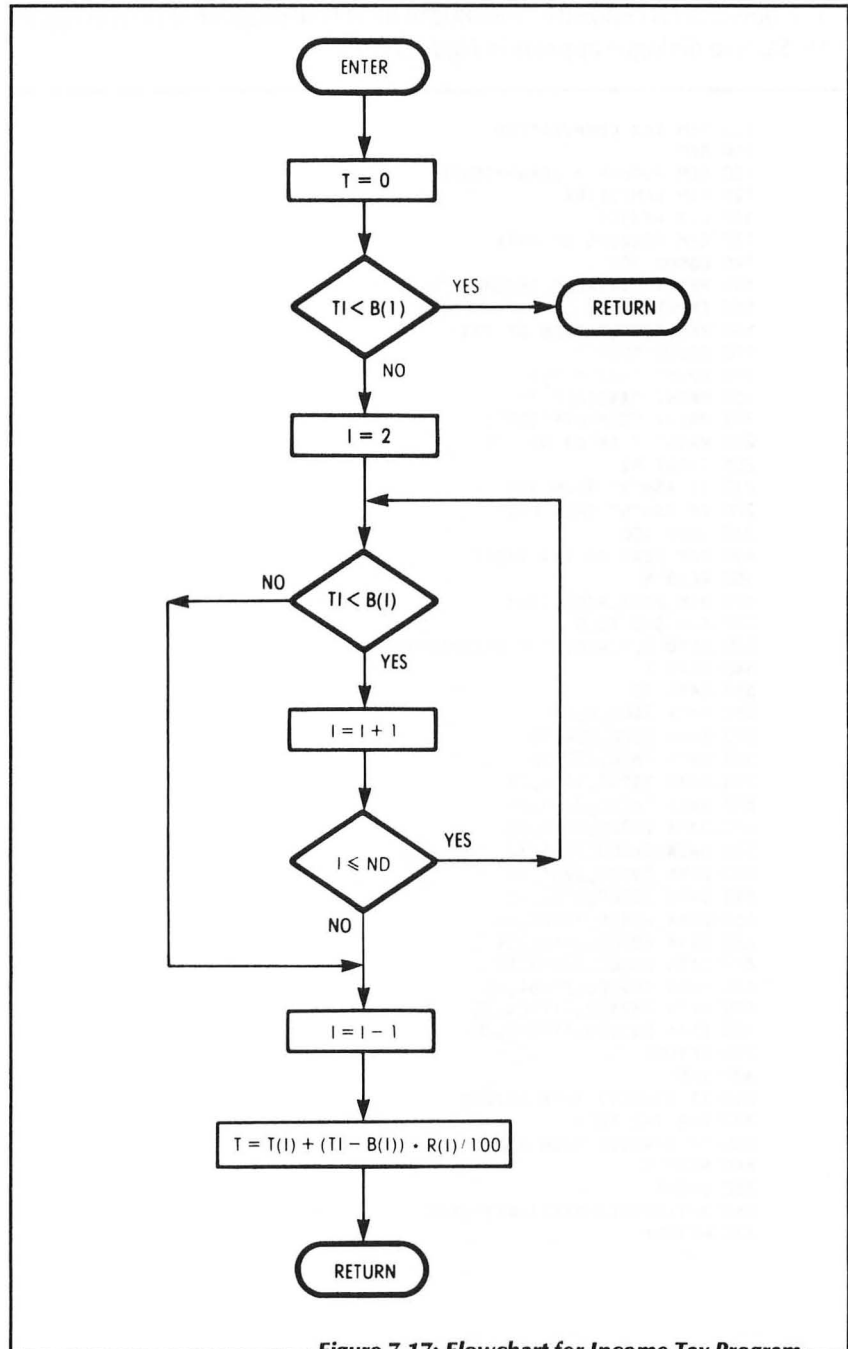 ENTER
T = 0
TI < B(1)
YES
RETURN
NO
I = 2
NO
TI < B(I)
YES
I = I + 1
I ≤ ND
YES
NO
I = I − 1
T = T(I) + (TI − B(I)) • R(I)/100
RETURN
Figure 7.17: Flowchart for Income Tax Program